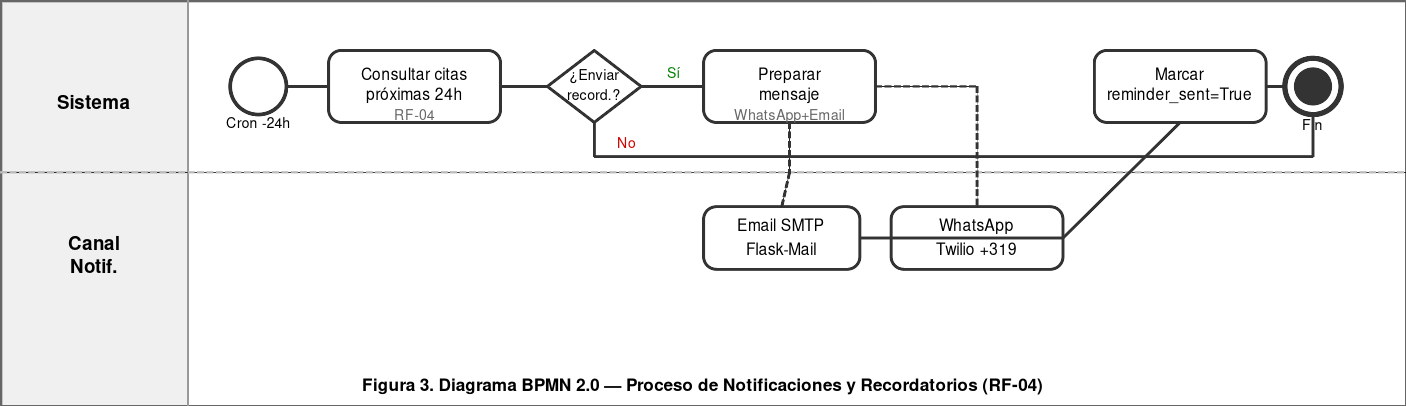 Sistema
Cron -24h
Consultar citas
próximas 24h
RF-04
¿Enviar
record.?
Sí
No
Preparar
mensaje
WhatsApp+Email
Marcar
reminder_sent=True
Fin
Canal
Notif.
Email SMTP
Flask-Mail
WhatsApp
Twilio +319
Figura 3. Diagrama BPMN 2.0 — Proceso de Notificaciones y Recordatorios (RF-04)